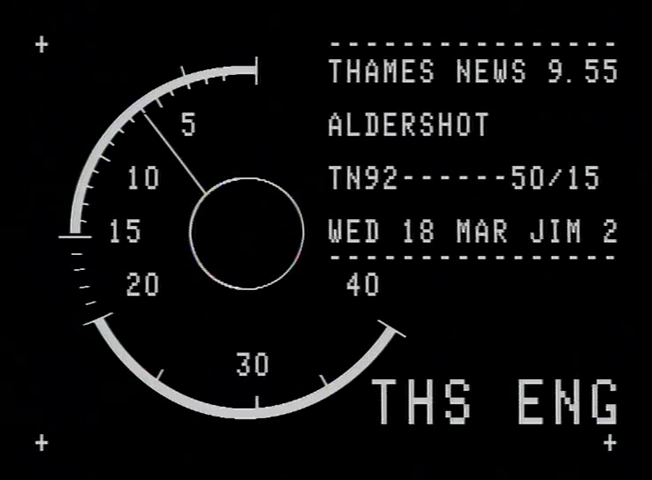 ----------------
THAMES NEWS 9.55
ALDERSHOT
TN92------50/15
WED 18 MAR JIM 2
----------------
5
10
15
20
30
40
THS ENG